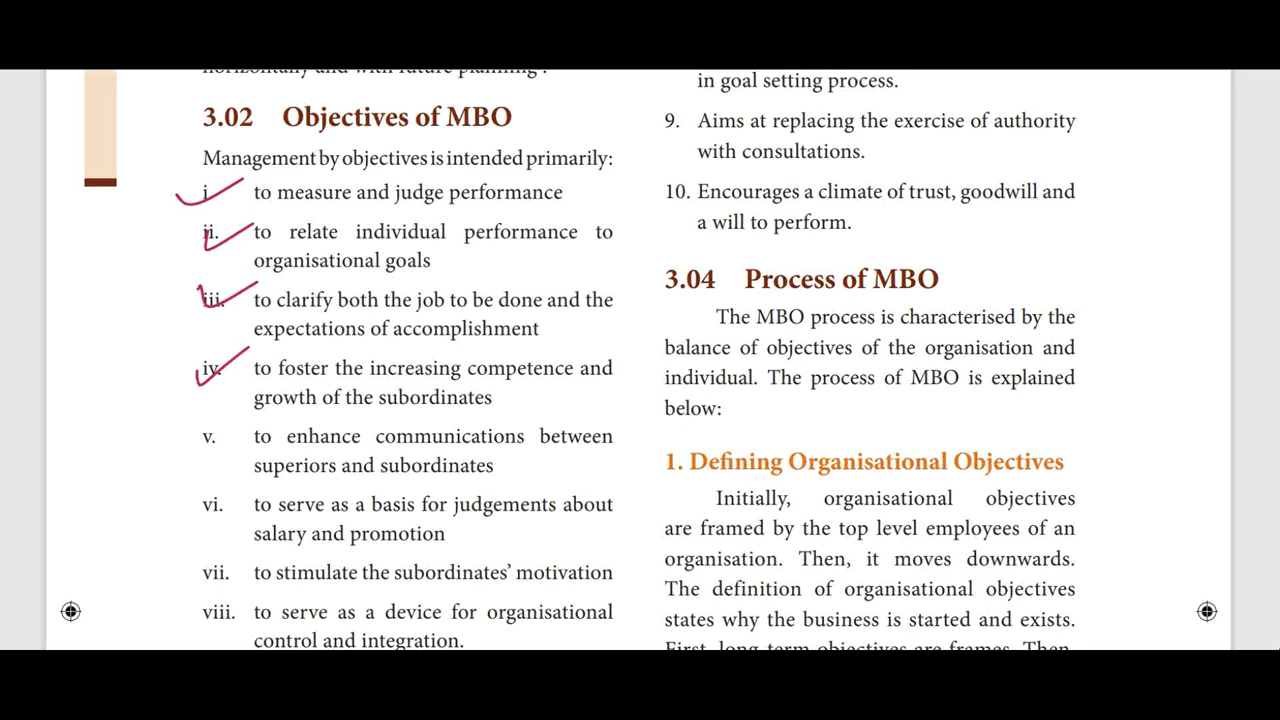 3.02 Objectives of MBO
Management by objectives is intended primarily:
i. to measure and judge performance
ii. to relate individual performance to
organisational goals
iii. to clarify both the job to be done and the
expectations of accomplishment
iv. to foster the increasing competence and
growth of the subordinates
v. to enhance communications between
superiors and subordinates
vi. to serve as a basis for judgements about
salary and promotion
vii. to stimulate the subordinates’ motivation
viii. to serve as a device for organisational
control and integration.
in goal setting process.
9. Aims at replacing the exercise of authority
with consultations.
10. Encourages a climate of trust, goodwill and
a will to perform.
3.04 Process of MBO
The MBO process is characterised by the
balance of objectives of the organisation and
individual. The process of MBO is explained
below:
1. Defining Organisational Objectives
Initially, organisational objectives
are framed by the top level employees of an
organisation. Then, it moves downwards.
The definition of organisational objectives
states why the business is started and exists.
First, long-term objectives are frames. Then,